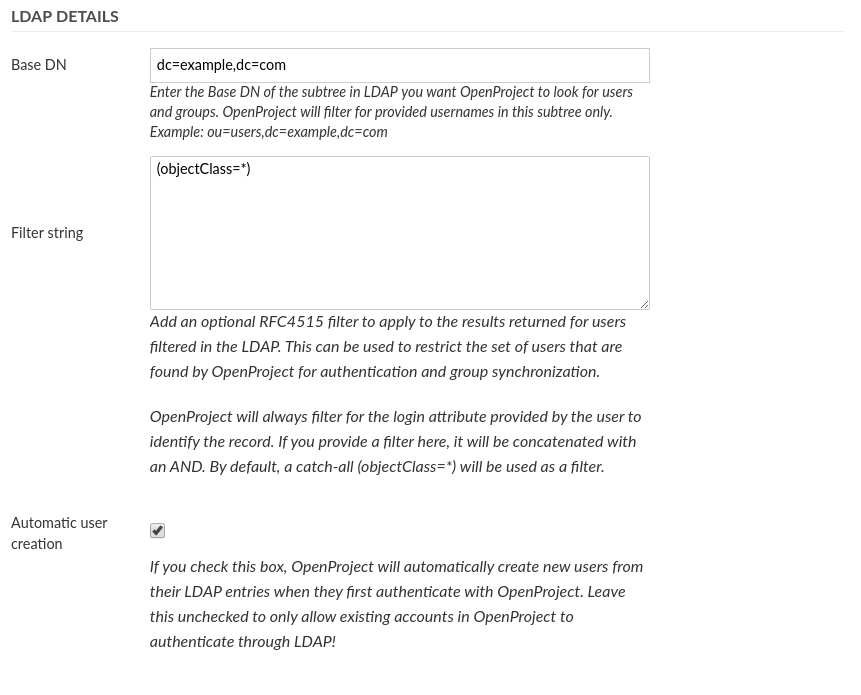 LDAP DETAILS
Base DN
dc=example,dc=com
Enter the Base DN of the subtree in LDAP you want OpenProject to look for users
and groups. OpenProject will filter for provided usernames in this subtree only.
Example: ou=users,dc=example,dc=com
(objectClass=*)
Filter string
Add an optional RFC4515 filter to apply to the results returned for users
filtered in the LDAP. This can be used to restrict the set of users that are
found by OpenProject for authentication and group synchronization.
OpenProject will always filter for the login attribute provided by the user to
identify the record. If you provide a filter here, it will be concatenated with
an AND. By default, a catch-all (objectClass=*) will be used as a filter.
Automatic user
creation
If you check this box, OpenProject will automatically create new users from
their LDAP entries when they first authenticate with OpenProject. Leave
this unchecked to only allow existing accounts in OpenProject to
authenticate through LDAP!